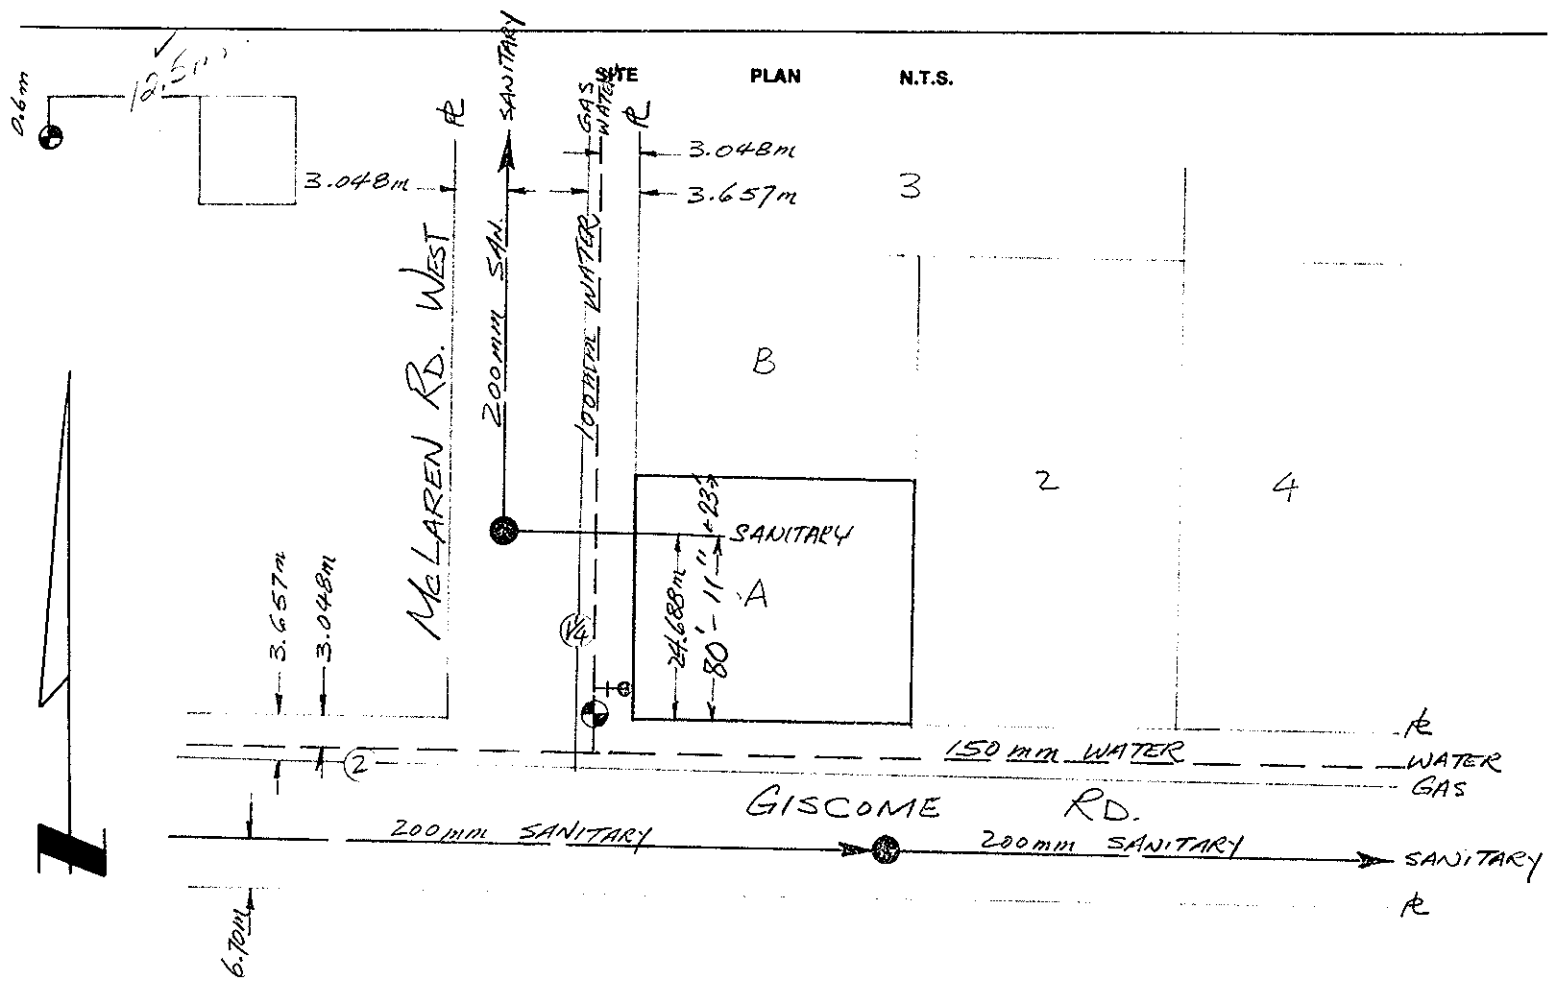 SITE PLAN N.T.S.
0.6m
12.5m
℄
SANITARY
GAS
WATER
℄
3.048m
3.048m
3.657m
3
McLAREN RD. WEST
200mm SAN.
100mm WATER
B
2
4
SANITARY
A
24.688m
80'-11"
3.657m
3.048m
2
150mm WATER
WATER
GAS
GISCOME RD.
200mm SANITARY
200mm SANITARY
SANITARY
6.70m